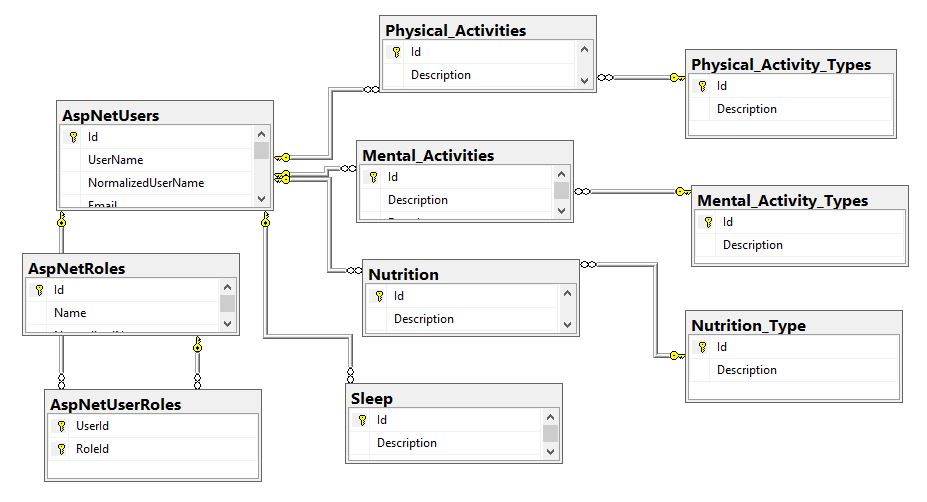 Physical_Activities
Id
Description
Physical_Activity_Types
Id
Description
AspNetUsers
Id
UserName
NormalizedUserName
Email
Mental_Activities
Id
Description
Mental_Activity_Types
Id
Description
AspNetRoles
Id
Name
Nutrition
Id
Description
Nutrition_Type
Id
Description
AspNetUserRoles
UserId
RoleId
Sleep
Id
Description